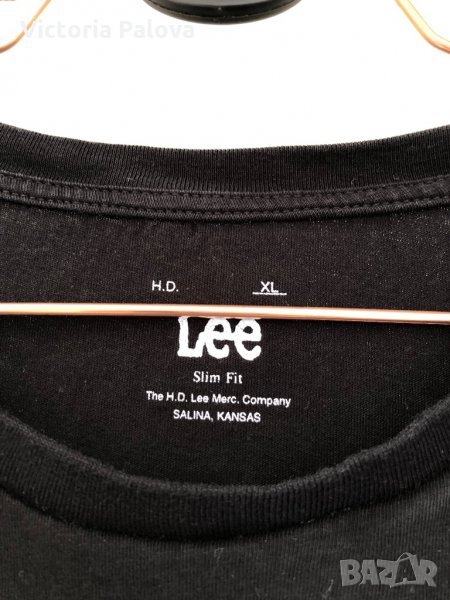 Victoria Palova
H.D. XL
Lee
Slim Fit
The H.D. Lee Merc. Company
SALINA, KANSAS
BAZAR